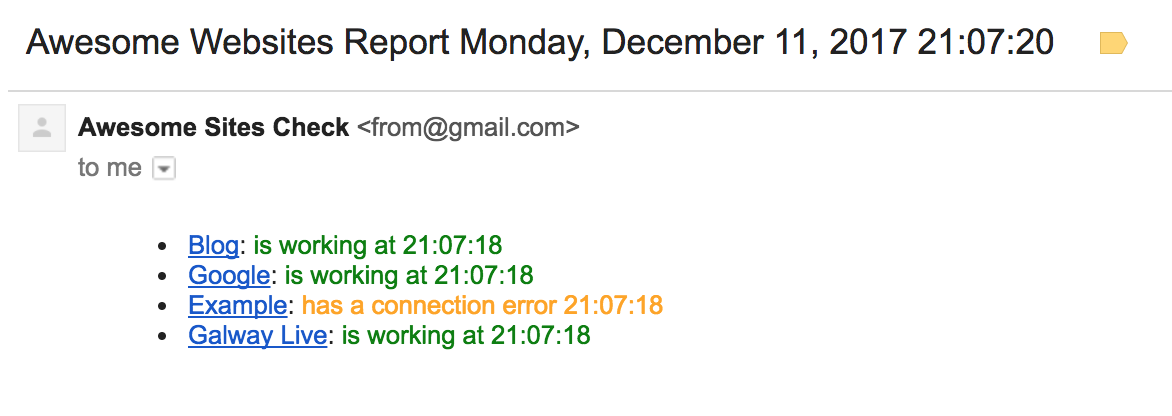 Awesome Websites Report Monday, December 11, 2017 21:07:20
Awesome Sites Check <from@gmail.com>
to me
• Blog: is working at 21:07:18
• Google: is working at 21:07:18
• Example: has a connection error 21:07:18
• Galway Live: is working at 21:07:18